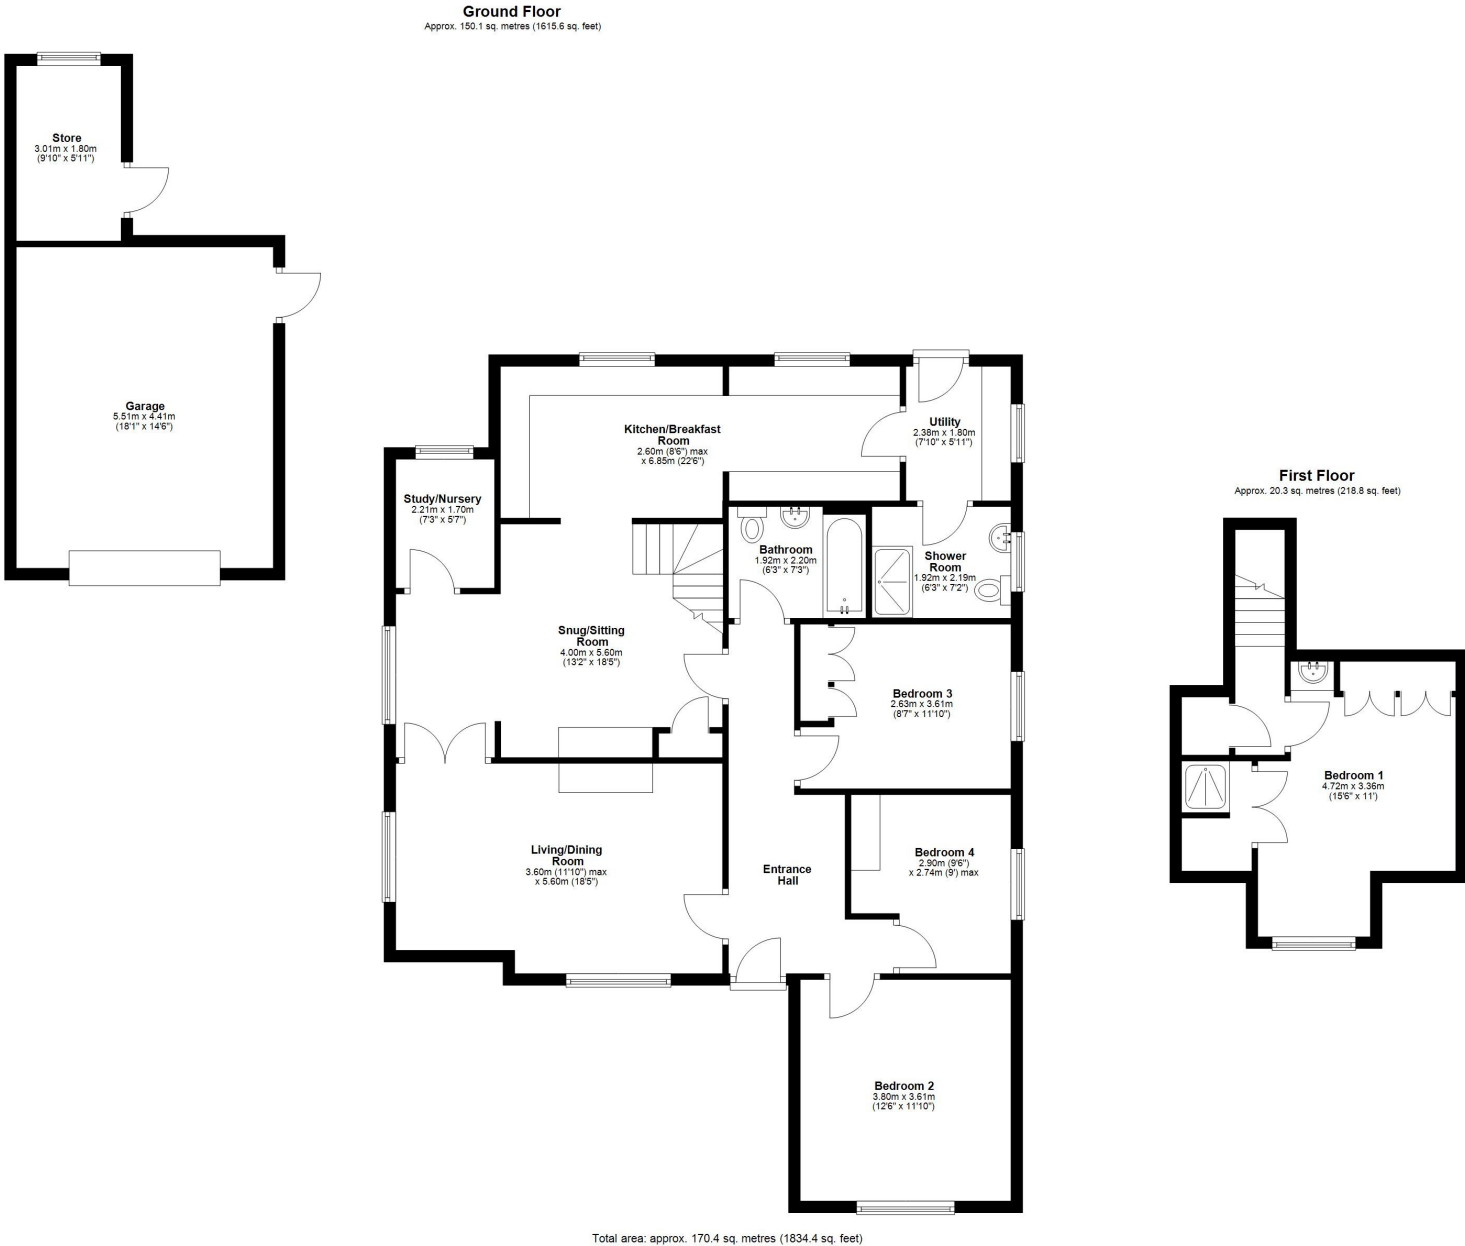 Ground Floor
Approx. 150.1 sq. metres (1615.6 sq. feet)
Store
3.01m x 1.80m
(9'10" x 5'11")
Garage
5.51m x 4.41m
(18'1" x 14'6")
Kitchen/Breakfast
Room
2.60m (8'6") max
x 6.85m (22'6")
Utility
2.38m x 1.80m
(7'10" x 5'11")
Study/Nursery
2.21m x 1.70m
(7'3" x 5'7")
Bathroom
1.92m x 2.20m
(6'3" x 7'3")
Shower
Room
1.92m x 2.19m
(6'3" x 7'2")
Snug/Sitting
Room
4.00m x 5.60m
(13'2" x 18'5")
Bedroom 3
2.63m x 3.61m
(8'7" x 11'10")
Living/Dining
Room
3.60m (11'10") max
x 5.60m (18'5")
Entrance
Hall
Bedroom 4
2.90m (9'6")
x 2.74m (9') max
Bedroom 2
3.80m x 3.61m
(12'6" x 11'10")
First Floor
Approx. 20.3 sq. metres (218.8 sq. feet)
Bedroom 1
4.72m x 3.36m
(15'6" x 11')
Total area: approx. 170.4 sq. metres (1834.4 sq. feet)